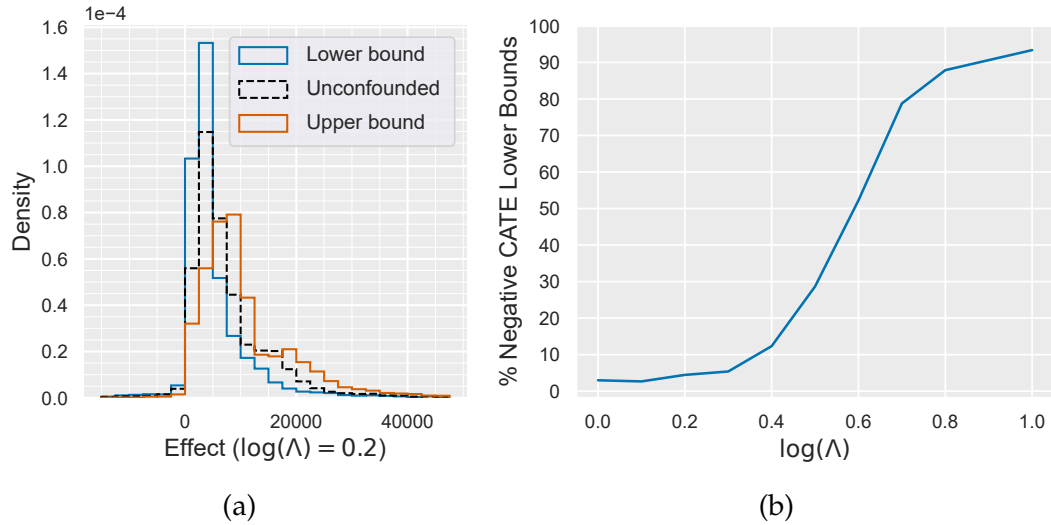 1e−4
1.6
1.4
1.2
1.0
0.8
0.6
0.4
0.2
0.0
Density
Lower bound
Unconfounded
Upper bound
0 20000 40000
Effect (log(Λ) = 0.2)
(a)
100
90
80
70
60
50
40
30
20
10
0
% Negative CATE Lower Bounds
0.0 0.2 0.4 0.6 0.8 1.0
log(Λ)
(b)